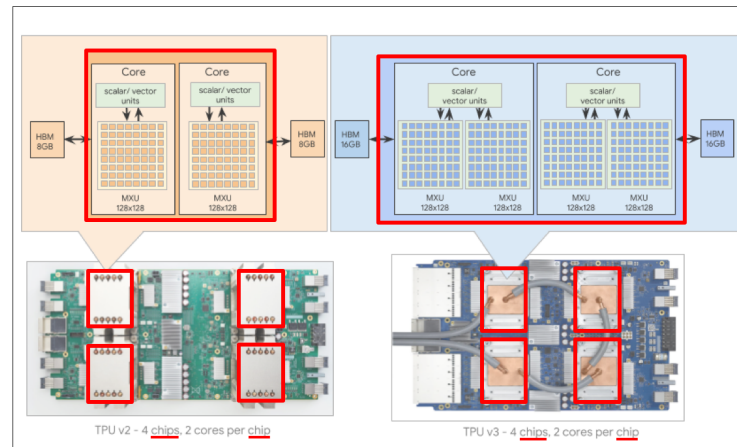 Core
Core
scalar/ vector
units
scalar/ vector
units
HBM
8GB
HBM
8GB
MXU
128x128
MXU
128x128
Core
Core
scalar/
vector units
scalar/
vector units
HBM
16GB
HBM
16GB
MXU
128x128
MXU
128x128
MXU
128x128
MXU
128x128
TPU v2 - 4 chips, 2 cores per chip
TPU v3 - 4 chips, 2 cores per chip